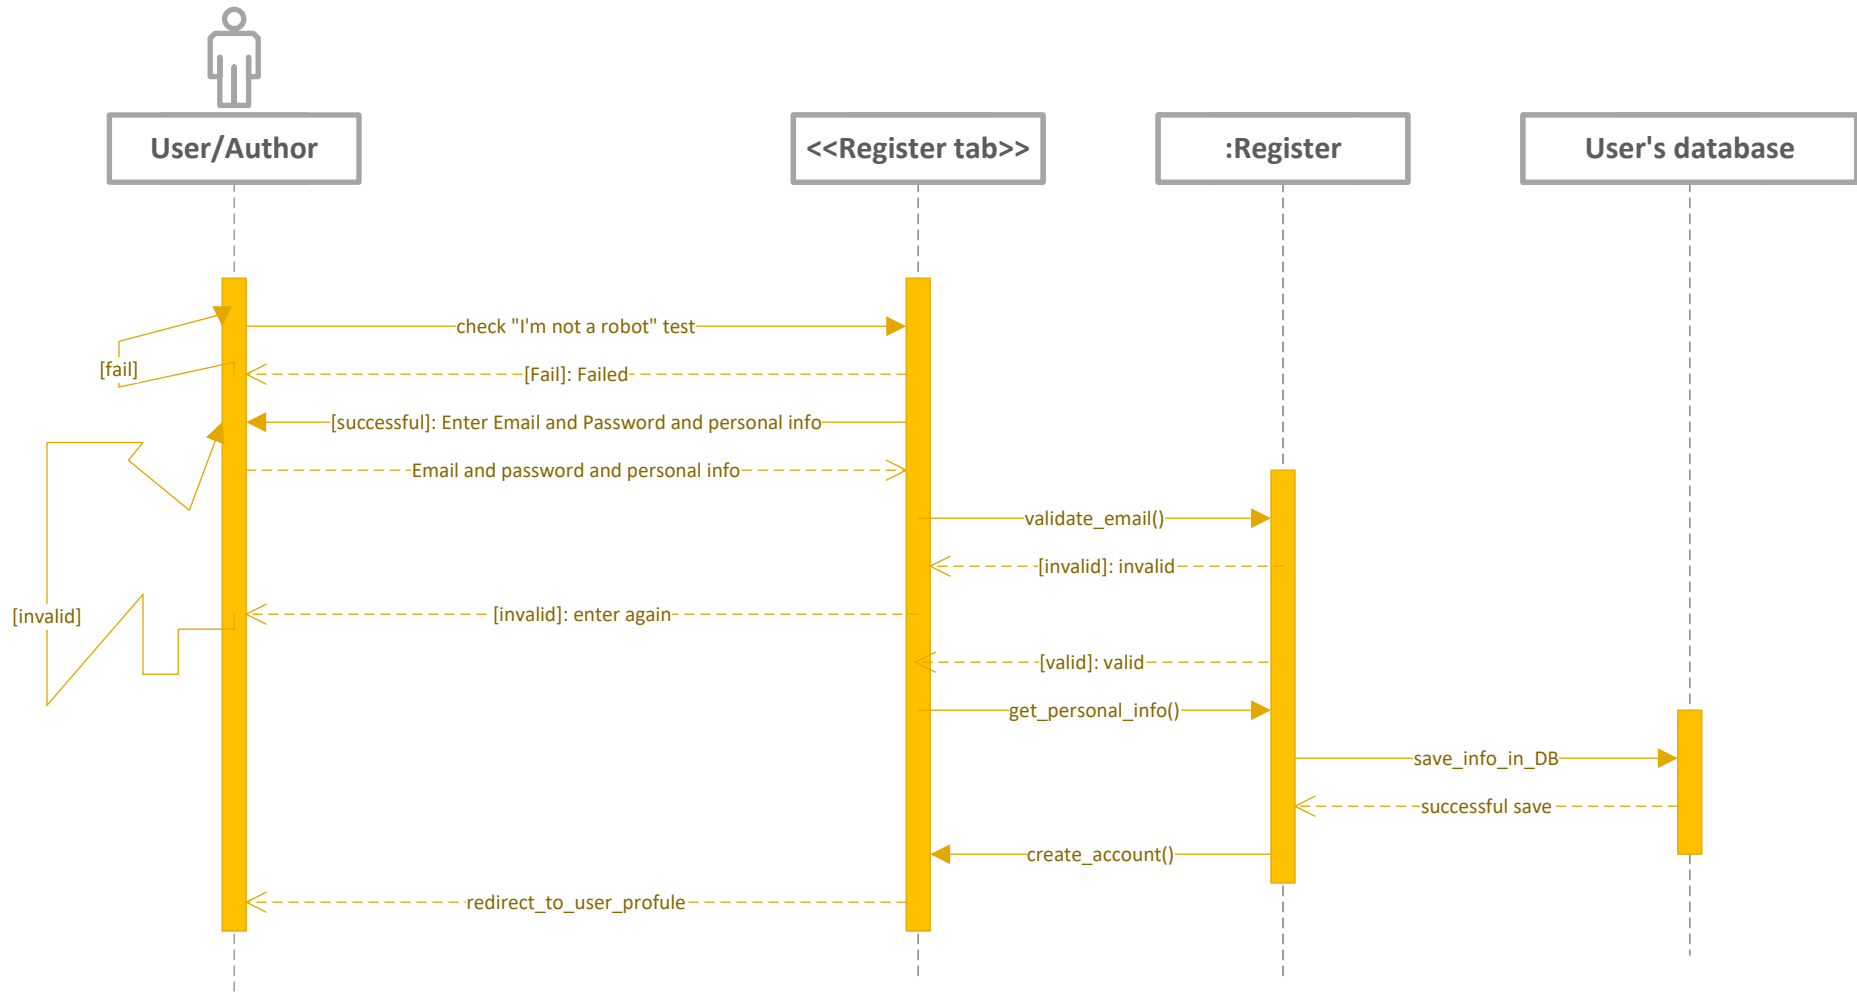 User/Author
<<Register tab>>
:Register
User's database
check "I'm not a robot" test
[fail]
[Fail]: Failed
[successful]: Enter Email and Password and personal info
Email and password and personal info
validate_email()
[invalid]: invalid
[invalid]
[invalid]: enter again
[valid]: valid
get_personal_info()
save_info_in_DB
successful save
create_account()
redirect_to_user_profule